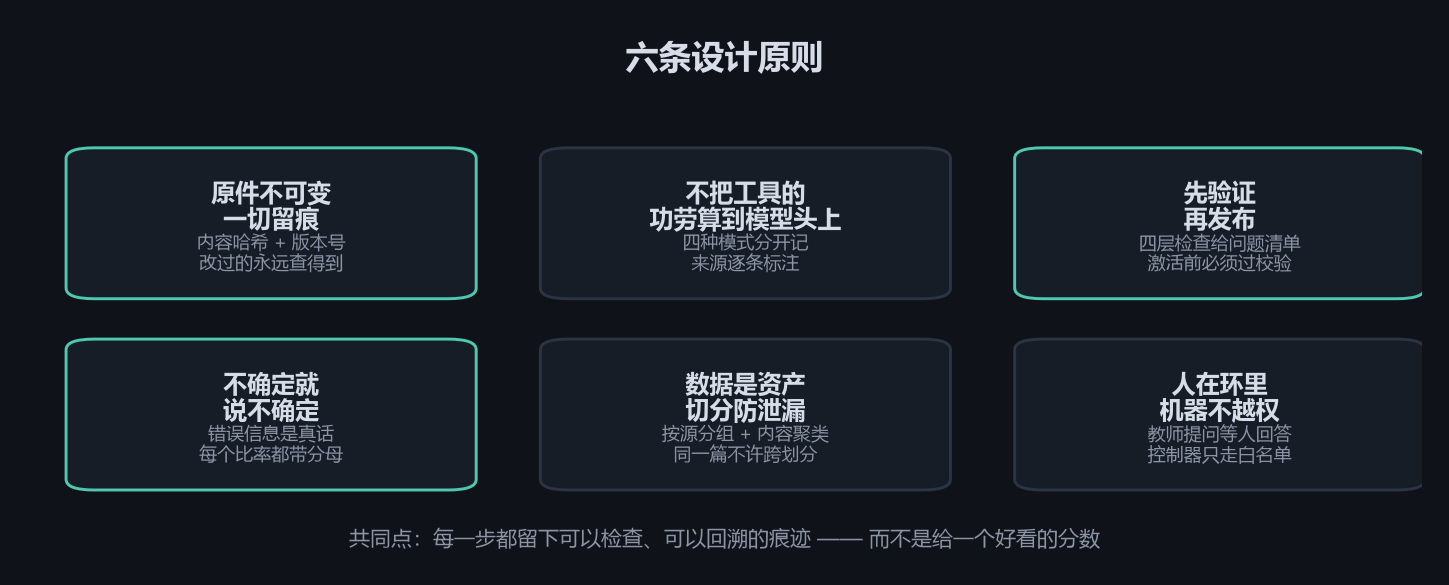 六条设计原则
原件不可变
一切留痕
内容哈希 + 版本号
改过的永远查得到
不把工具的
功劳算到模型头上
四种模式分开记
来源逐条标注
先验证
再发布
四层检查给问题清单
激活前必须过校验
不确定就
说不确定
错误信息是真话
每个比率都带分母
数据是资产
切分防泄漏
按源分组 + 内容聚类
同一篇不许跨划分
人在环里
机器不越权
教师提问等人回答
控制器只走白名单
共同点：每一步都留下可以检查、可以回溯的痕迹 —— 而不是给一个好看的分数